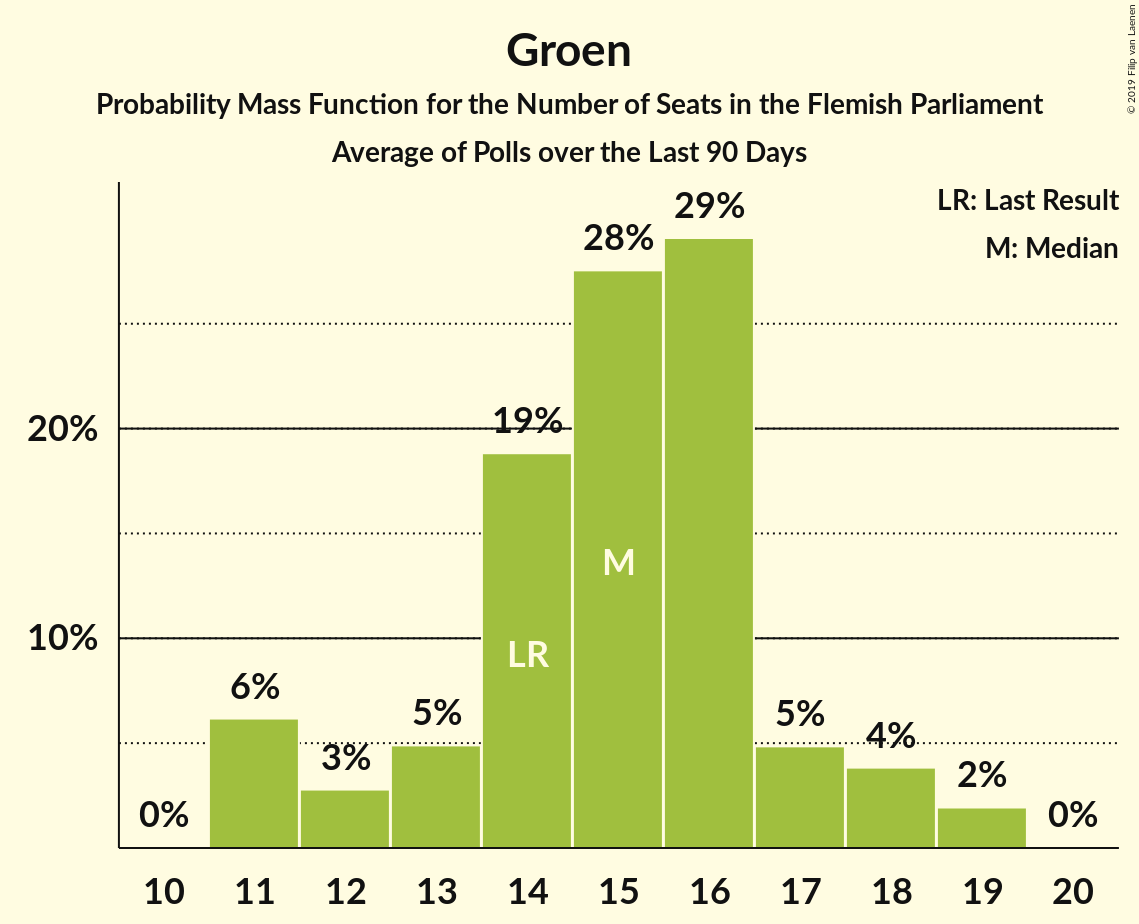 Groen
Probability Mass Function for the Number of Seats in the Flemish Parliament
Average of Polls over the Last 90 Days
© 2019 Filip van Laenen
LR: Last Result
M: Median
20%
10%
0%
6%
3%
5%
19%
28%
29%
5%
4%
2%
0%
LR
M
10 11 12 13 14 15 16 17 18 19 20